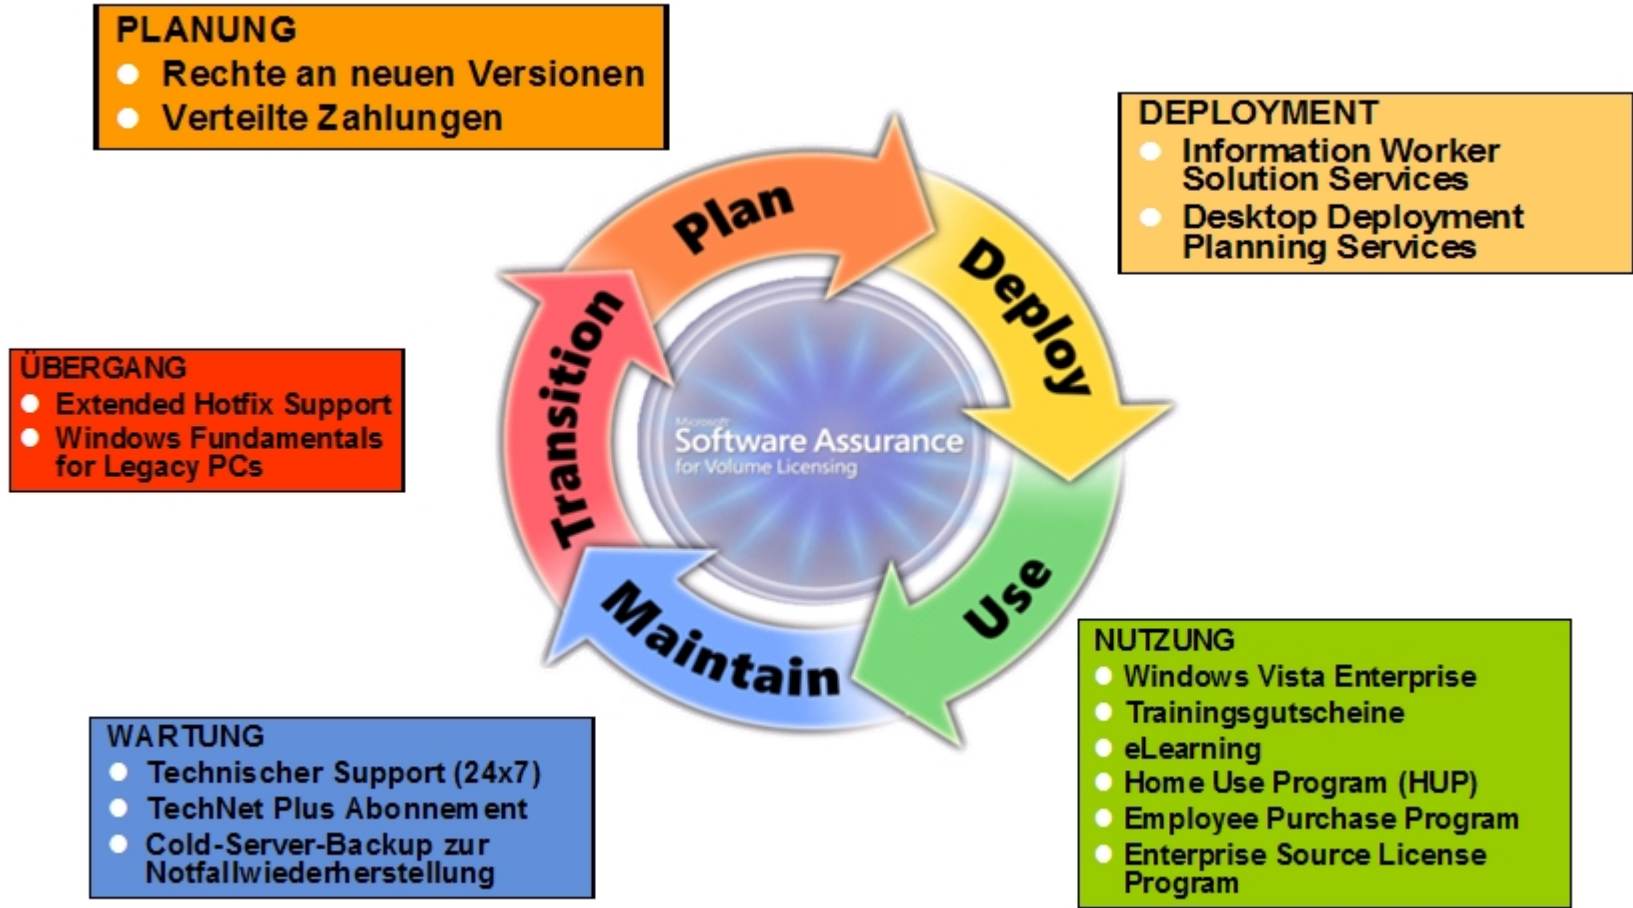 PLANUNG
Rechte an neuen Versionen
Verteilte Zahlungen
DEPLOYMENT
Information Worker
Solution Services
Desktop Deployment
Planning Services
Plan
Deploy
Use
Maintain
Transition
Microsoft
Software Assurance
for Volume Licensing
ÜBERGANG
Extended Hotfix Support
Windows Fundamentals
for Legacy PCs
NUTZUNG
Windows Vista Enterprise
Trainingsgutscheine
eLearning
Home Use Program (HUP)
Employee Purchase Program
Enterprise Source License
Program
WARTUNG
Technischer Support (24x7)
TechNet Plus Abonnement
Cold-Server-Backup zur
Notfallwiederherstellung